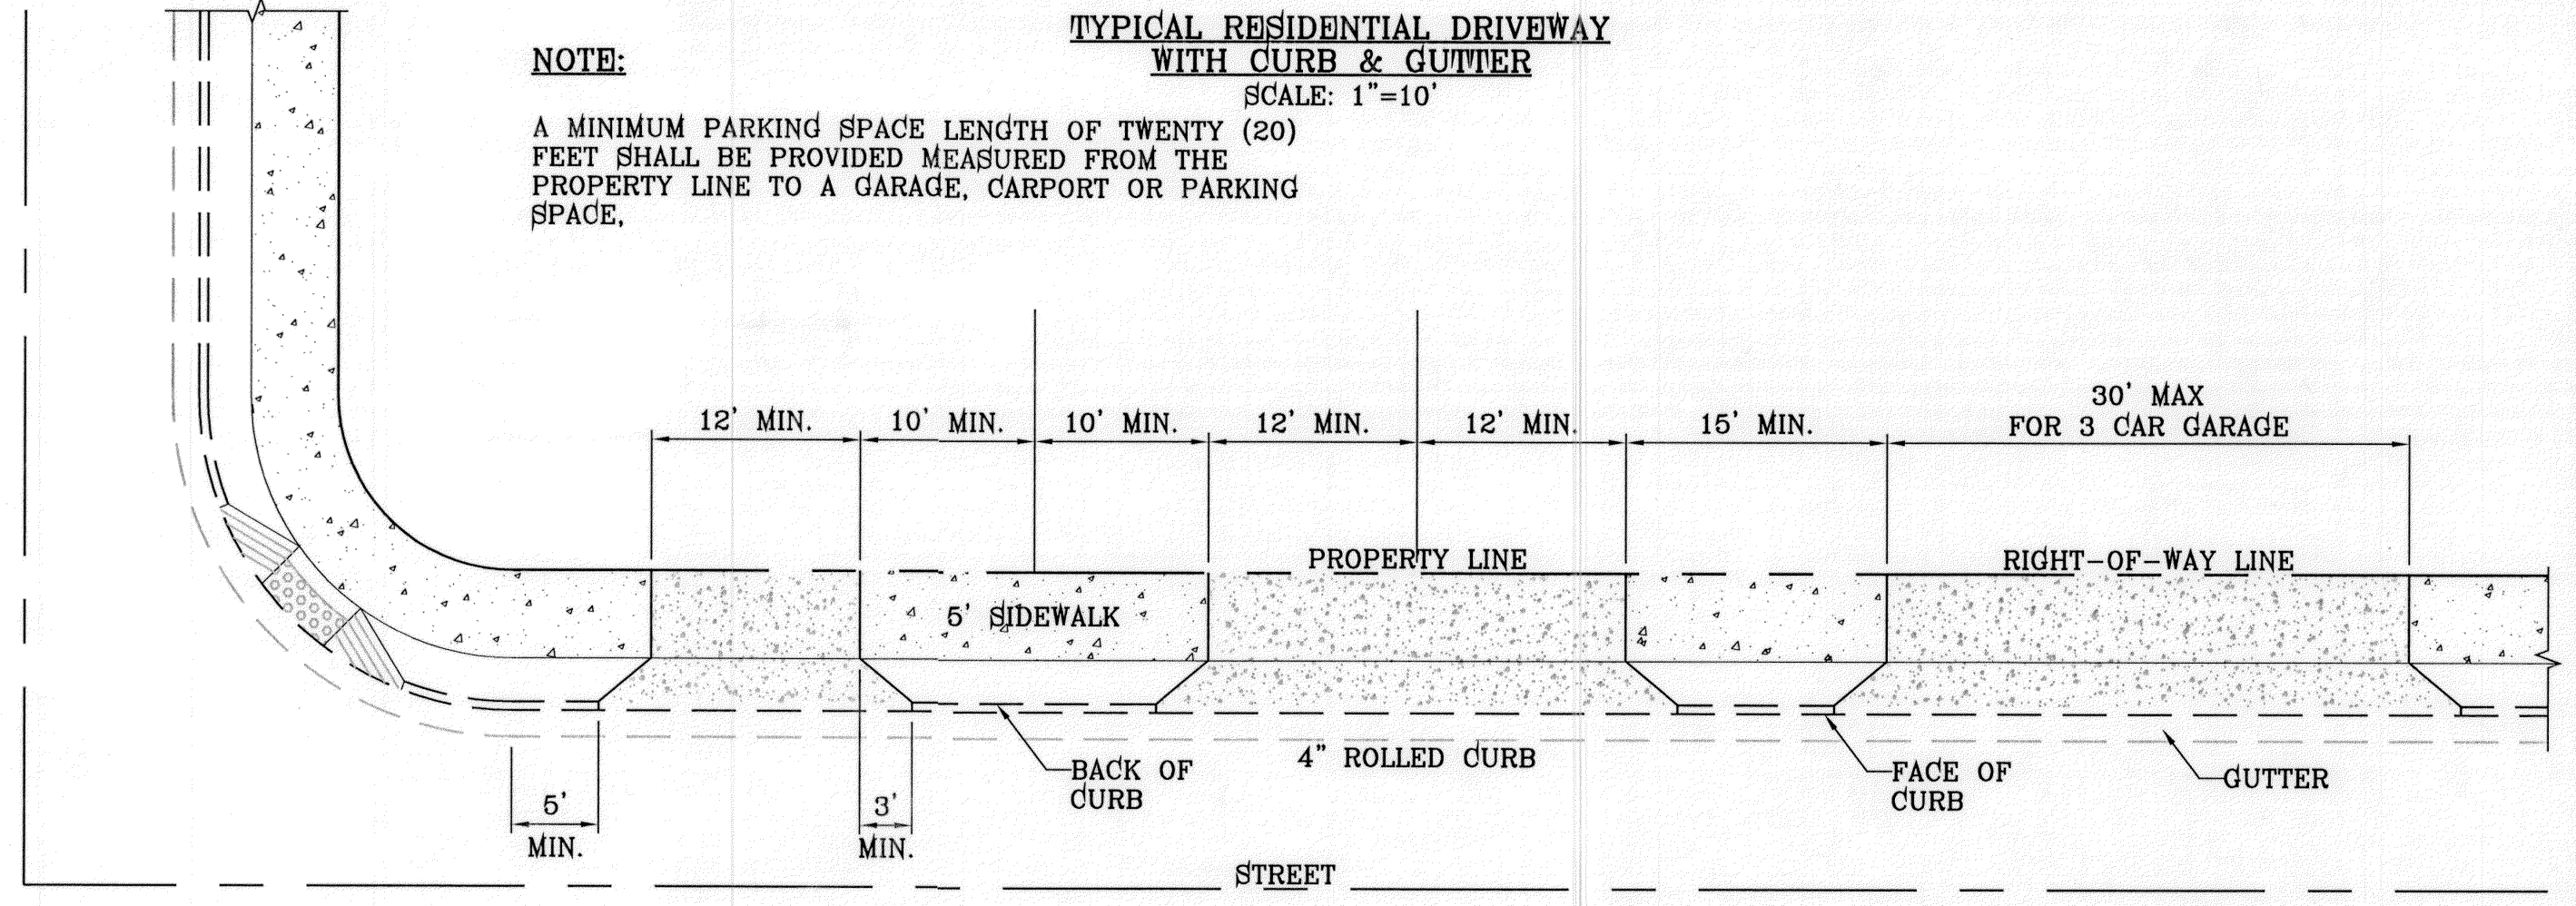 TYPICAL RESIDENTIAL DRIVEWAY
WITH CURB & GUTTER
SCALE: 1"=10'
NOTE:
A MINIMUM PARKING SPACE LENGTH OF TWENTY (20)
FEET SHALL BE PROVIDED MEASURED FROM THE
PROPERTY LINE TO A GARAGE, CARPORT OR PARKING
SPACE,
12' MIN.
10' MIN.
10' MIN.
12' MIN.
12' MIN.
15' MIN.
30' MAX
FOR 3 CAR GARAGE
PROPERTY LINE
RIGHT-OF-WAY LINE
5' SIDEWALK
4" ROLLED CURB
BACK OF
CURB
FACE OF
CURB
GUTTER
5'
MIN.
3'
MIN.
STREET